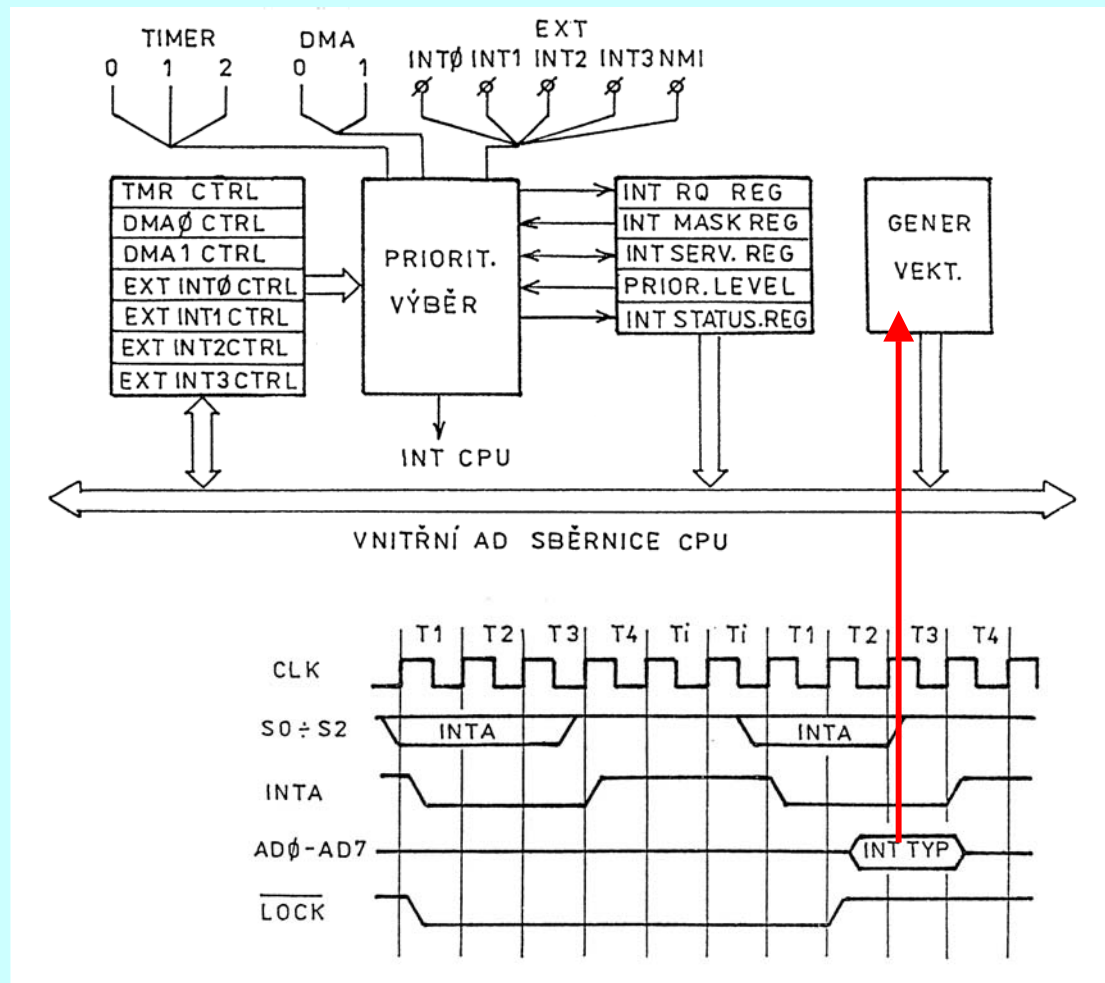 TIMER DMA EXT
0 1 2 0 1 INTØ INT1 INT2 INT3 NMI
TMR CTRL
DMAØ CTRL
DMA1 CTRL
EXT INTØ CTRL
EXT INT1 CTRL
EXT INT2 CTRL
EXT INT3 CTRL
PRIORIT.
VÝBĚR
INT RQ REG
INT MASK REG
INT SERV. REG
PRIOR. LEVEL
INT STATUS.REG
GENER
VEKT.
INT CPU
VNITŘNÍ AD SBĚRNICE CPU
T1 T2 T3 T4 Ti Ti T1 T2 T3 T4
CLK
S0÷S2 INTA INTA
INTA
ADØ-AD7 INT TYP
LOCK